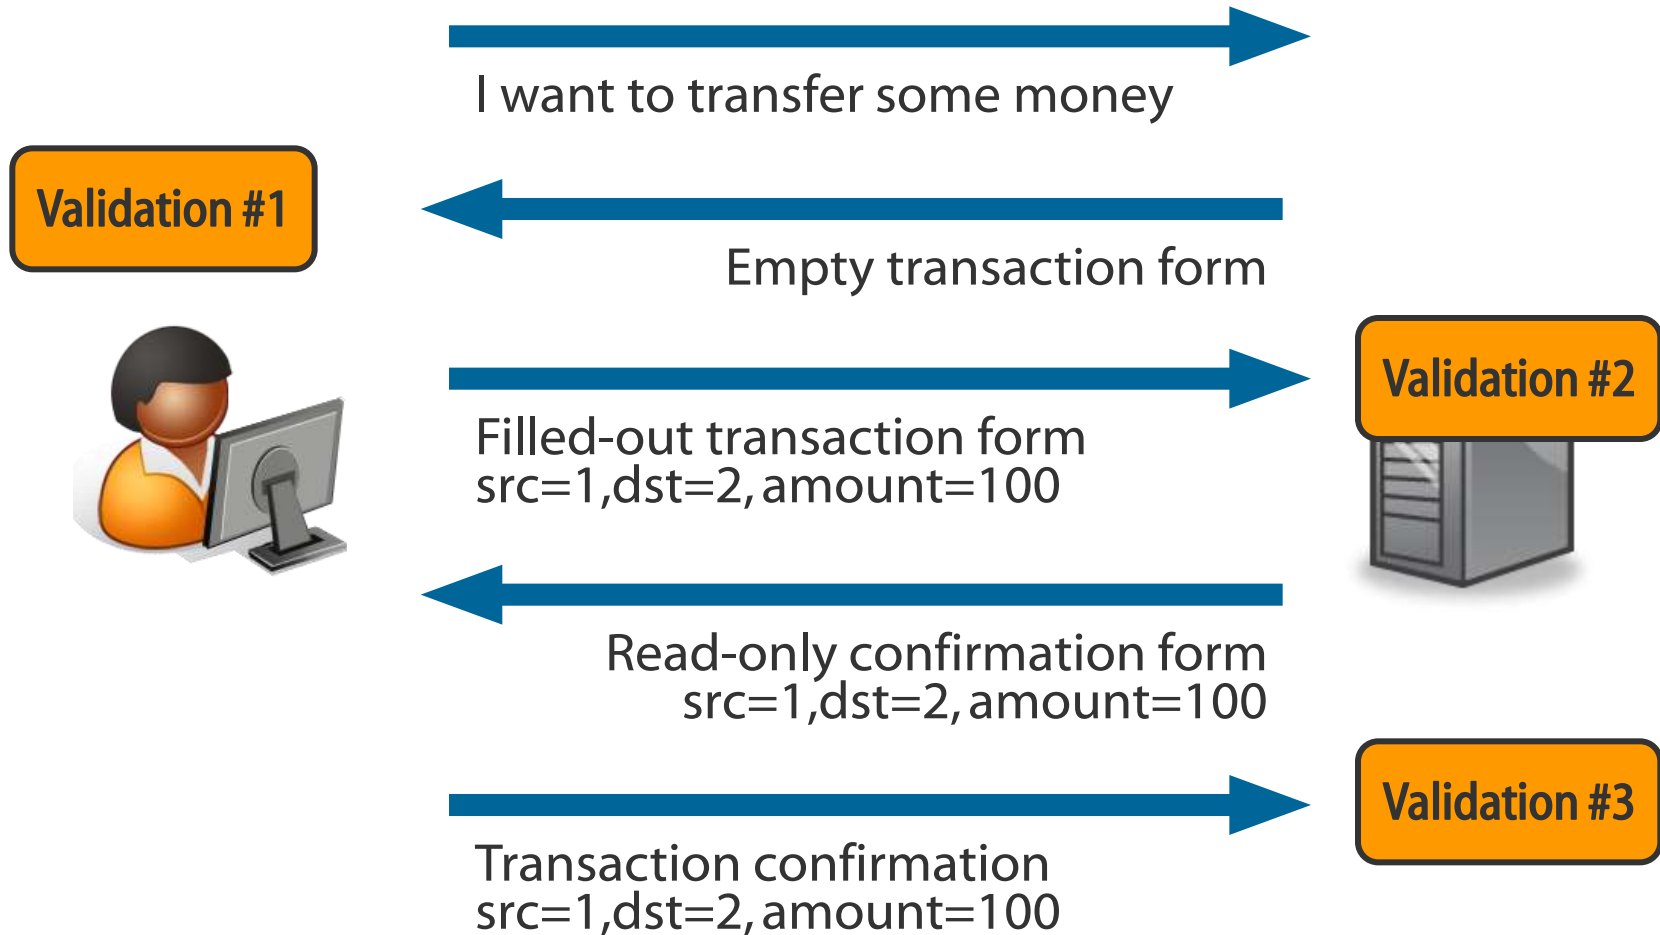 I want to transfer some money
Validation #1
Empty transaction form
Validation #2
Filled-out transaction form
src=1,dst=2, amount=100
Read-only confirmation form
src=1,dst=2, amount=100
Validation #3
Transaction confirmation
src=1,dst=2, amount=100